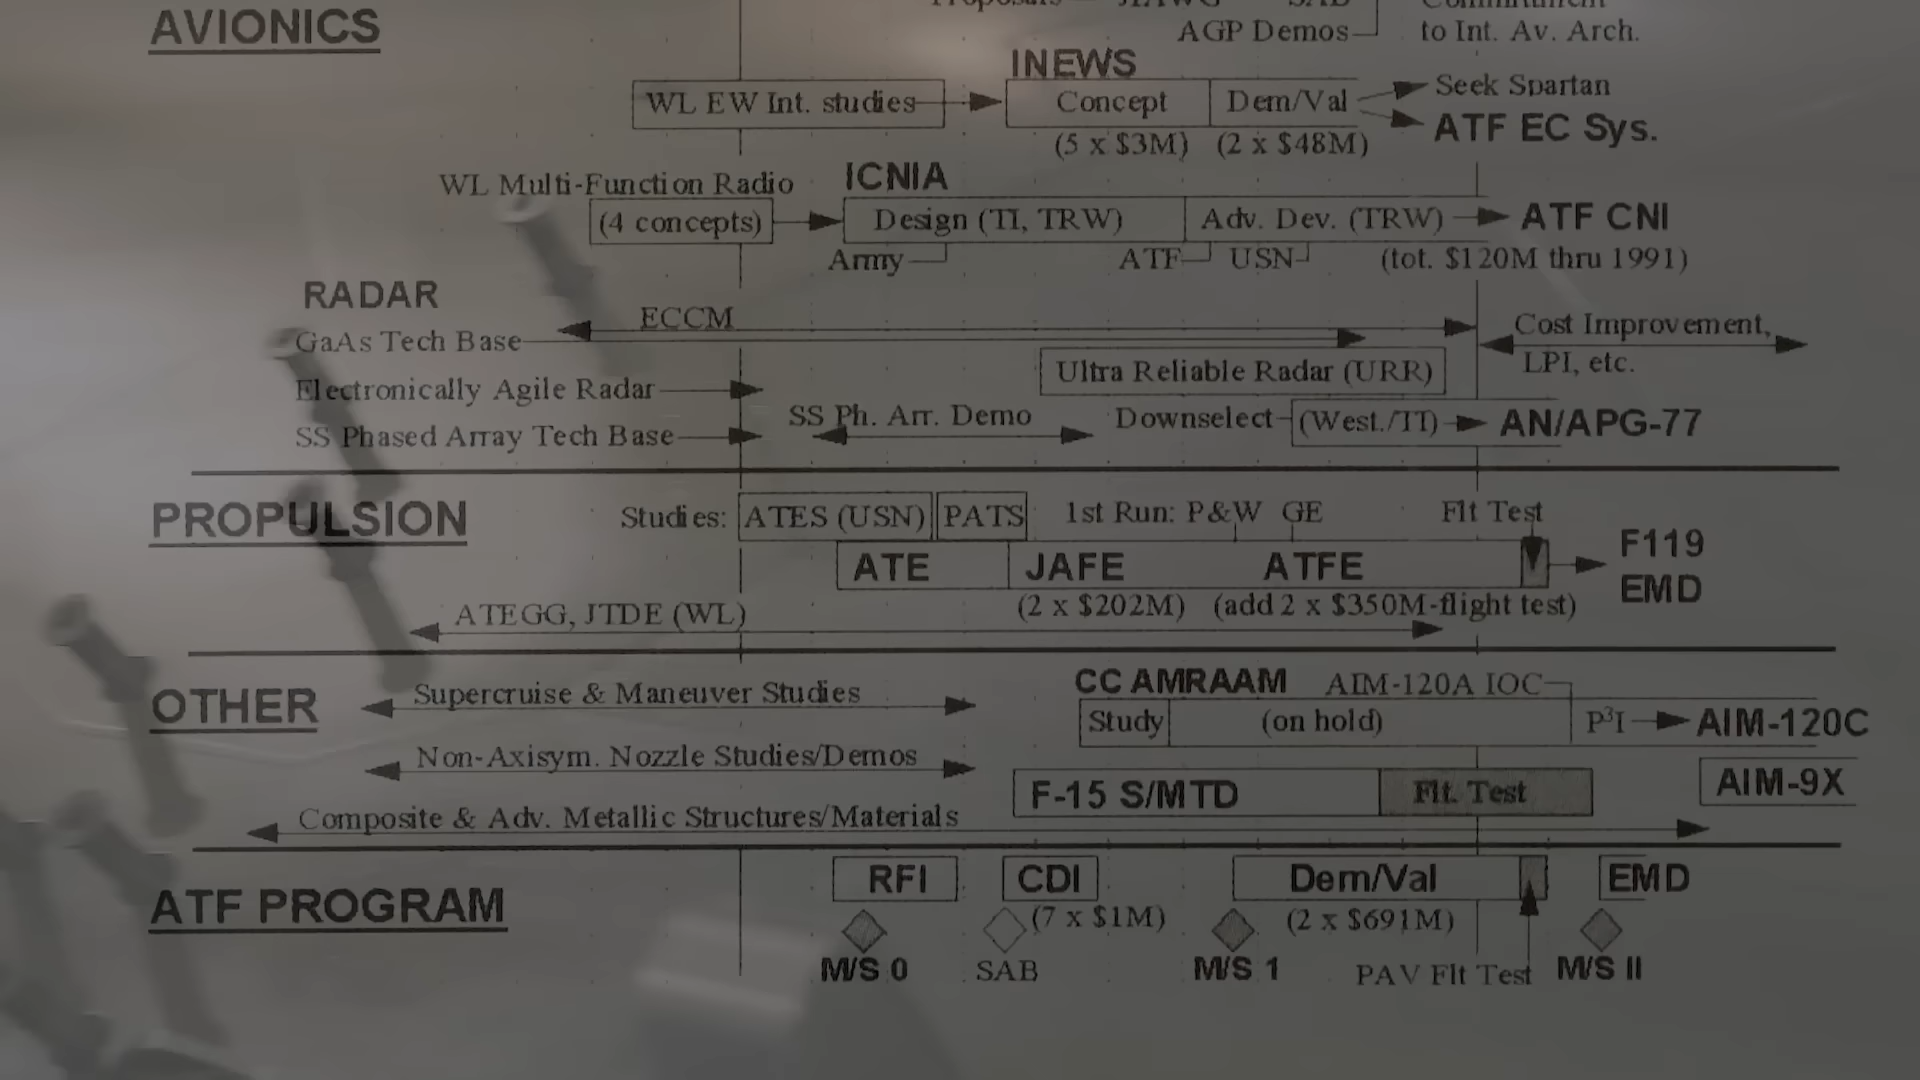 AVIONICS
AGP Demos
to Int. Av. Arch.
INEWS
WL EW Int. studies
Concept
Dem/Val
Seek Spartan
ATF EC Sys.
(5 x $3M)
(2 x $48M)
WL Multi-Function Radio
ICNIA
(4 concepts)
Design (TI, TRW)
Adv. Dev. (TRW)
ATF CNI
Army
ATF
USN
(tot. $120M thru 1991)
RADAR
ECCM
GaAs Tech Base
Cost Improvement,
LPI, etc.
Ultra Reliable Radar (URR)
Electronically Agile Radar
SS Ph. Arr. Demo
Downselect
(West./TI)
AN/APG-77
SS Phased Array Tech Base
PROPULSION
Studies:
ATES (USN)
PATS
1st Run: P&W GE
Flt Test
ATE
JAFE
ATFE
F119
EMD
(2 x $202M)
(add 2 x $350M-flight test)
ATEGG, JTDE (WL)
OTHER
Supercruise & Maneuver Studies
CC AMRAAM
AIM-120A IOC
Study
(on hold)
P³I
AIM-120C
Non-Axisym. Nozzle Studies/Demos
F-15 S/MTD
Flt. Test
AIM-9X
Composite & Adv. Metallic Structures/Materials
ATF PROGRAM
RFI
CDI
Dem/Val
EMD
(7 x $1M)
(2 x $691M)
M/S 0
SAB
M/S 1
PAV Flt Test
M/S II